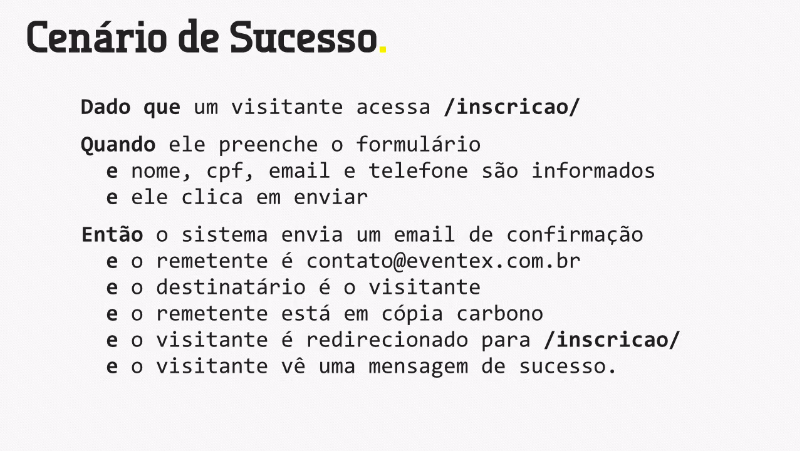 Cenário de Sucesso.
Dado que um visitante acessa /inscricao/
Quando ele preenche o formulário
e nome, cpf, email e telefone são informados
e ele clica em enviar
Então o sistema envia um email de confirmação
e o remetente é contato@eventex.com.br
e o destinatário é o visitante
e o remetente está em cópia carbono
e o visitante é redirecionado para /inscricao/
e o visitante vê uma mensagem de sucesso.